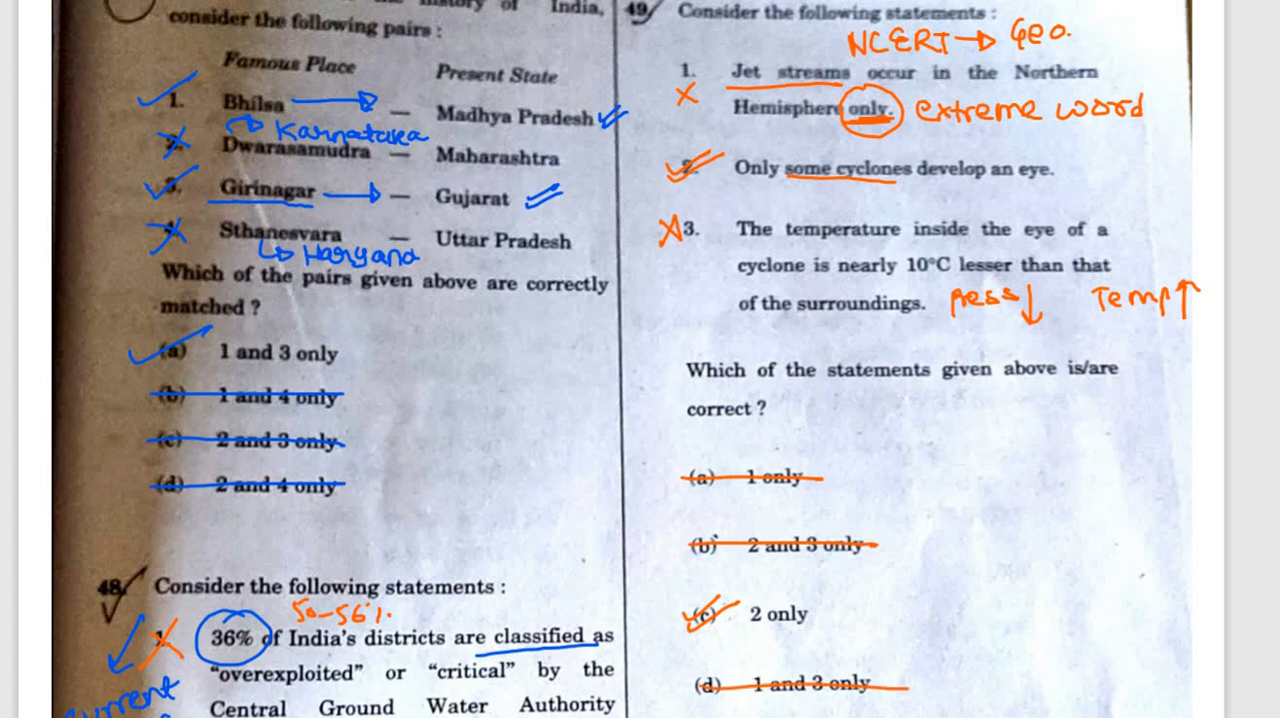 history of India,
consider the following pairs :
Famous Place Present State
1. Bhilsa — Madhya Pradesh
Karnataka
Dwarasamudra — Maharashtra
3. Girinagar — Gujarat
Sthanesvara — Uttar Pradesh
Haryana
Which of the pairs given above are correctly
matched ?
(a) 1 and 3 only
(b) 1 and 4 only
(c) 2 and 3 only
(d) 2 and 4 only
48. Consider the following statements :
50-56%.
36% of India's districts are classified as
"overexploited" or "critical" by the
Current
Central Ground Water Authority
49. Consider the following statements :
NCERT → Geo.
1. Jet streams occur in the Northern
Hemisphere only. extreme word
2. Only some cyclones develop an eye.
3. The temperature inside the eye of a
cyclone is nearly 10°C lesser than that
of the surroundings. Press ↓ Temp ↑
Which of the statements given above is/are
correct ?
(a) 1 only
(b) 2 and 3 only
(c) 2 only
(d) 1 and 3 only